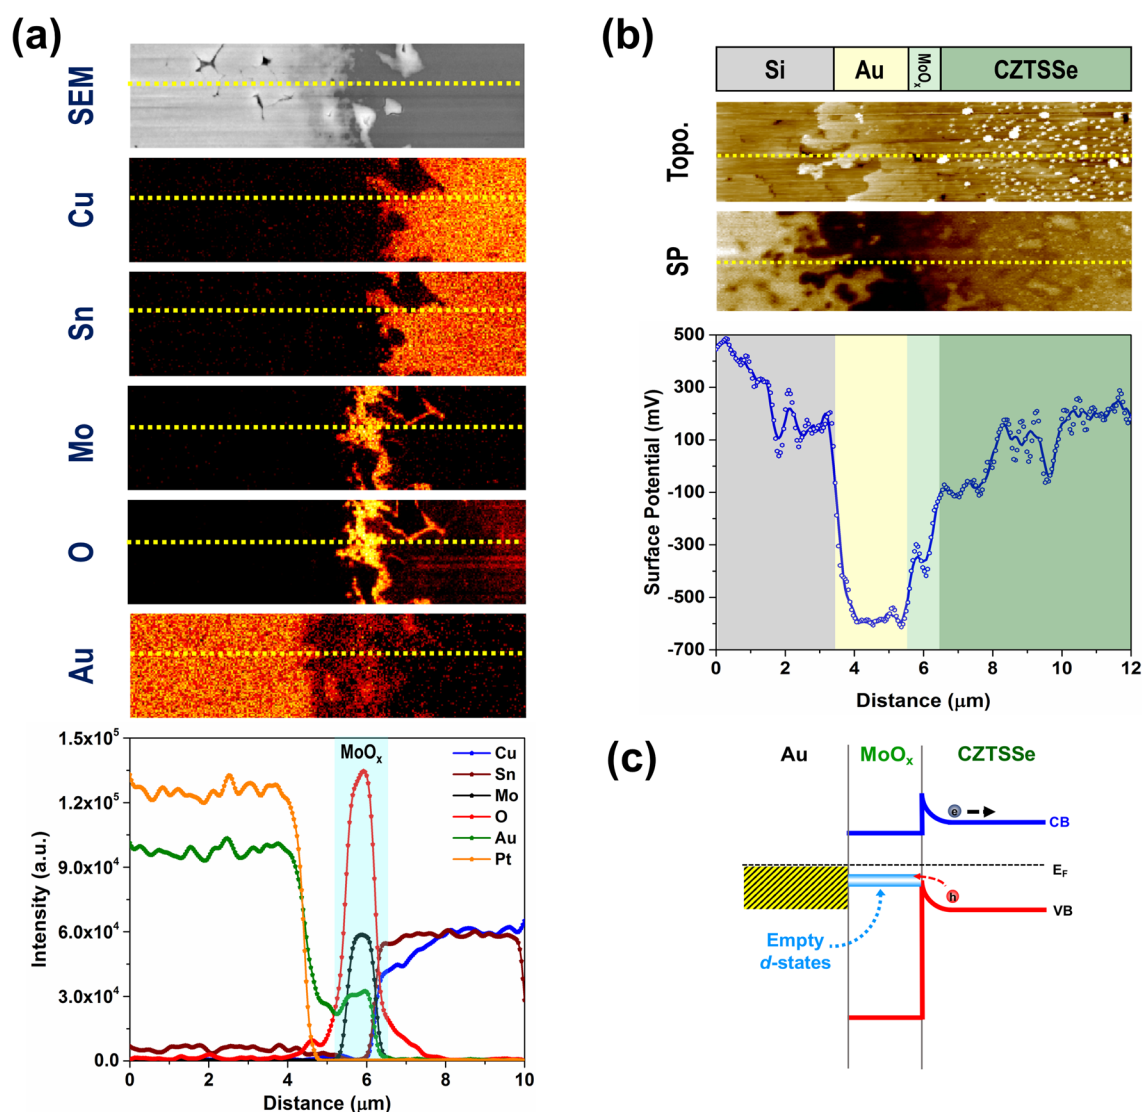 (a)
SEM
Cu
Sn
Mo
O
Au
1.5x10⁵
1.2x10⁵
9.0x10⁴
6.0x10⁴
3.0x10⁴
0.0
Intensity (a.u.)
MoOₓ
Cu
Sn
Mo
O
Au
Pt
0 2 4 6 8 10
Distance (μm)
(b)
Si Au MoOₓ CZTSSe
Topo.
SP
500
300
100
-100
-300
-500
-700
Surface Potential (mV)
0 2 4 6 8 10 12
Distance (μm)
(c)
Au MoOₓ CZTSSe
e
CB
E_F
h
VB
Empty
d-states